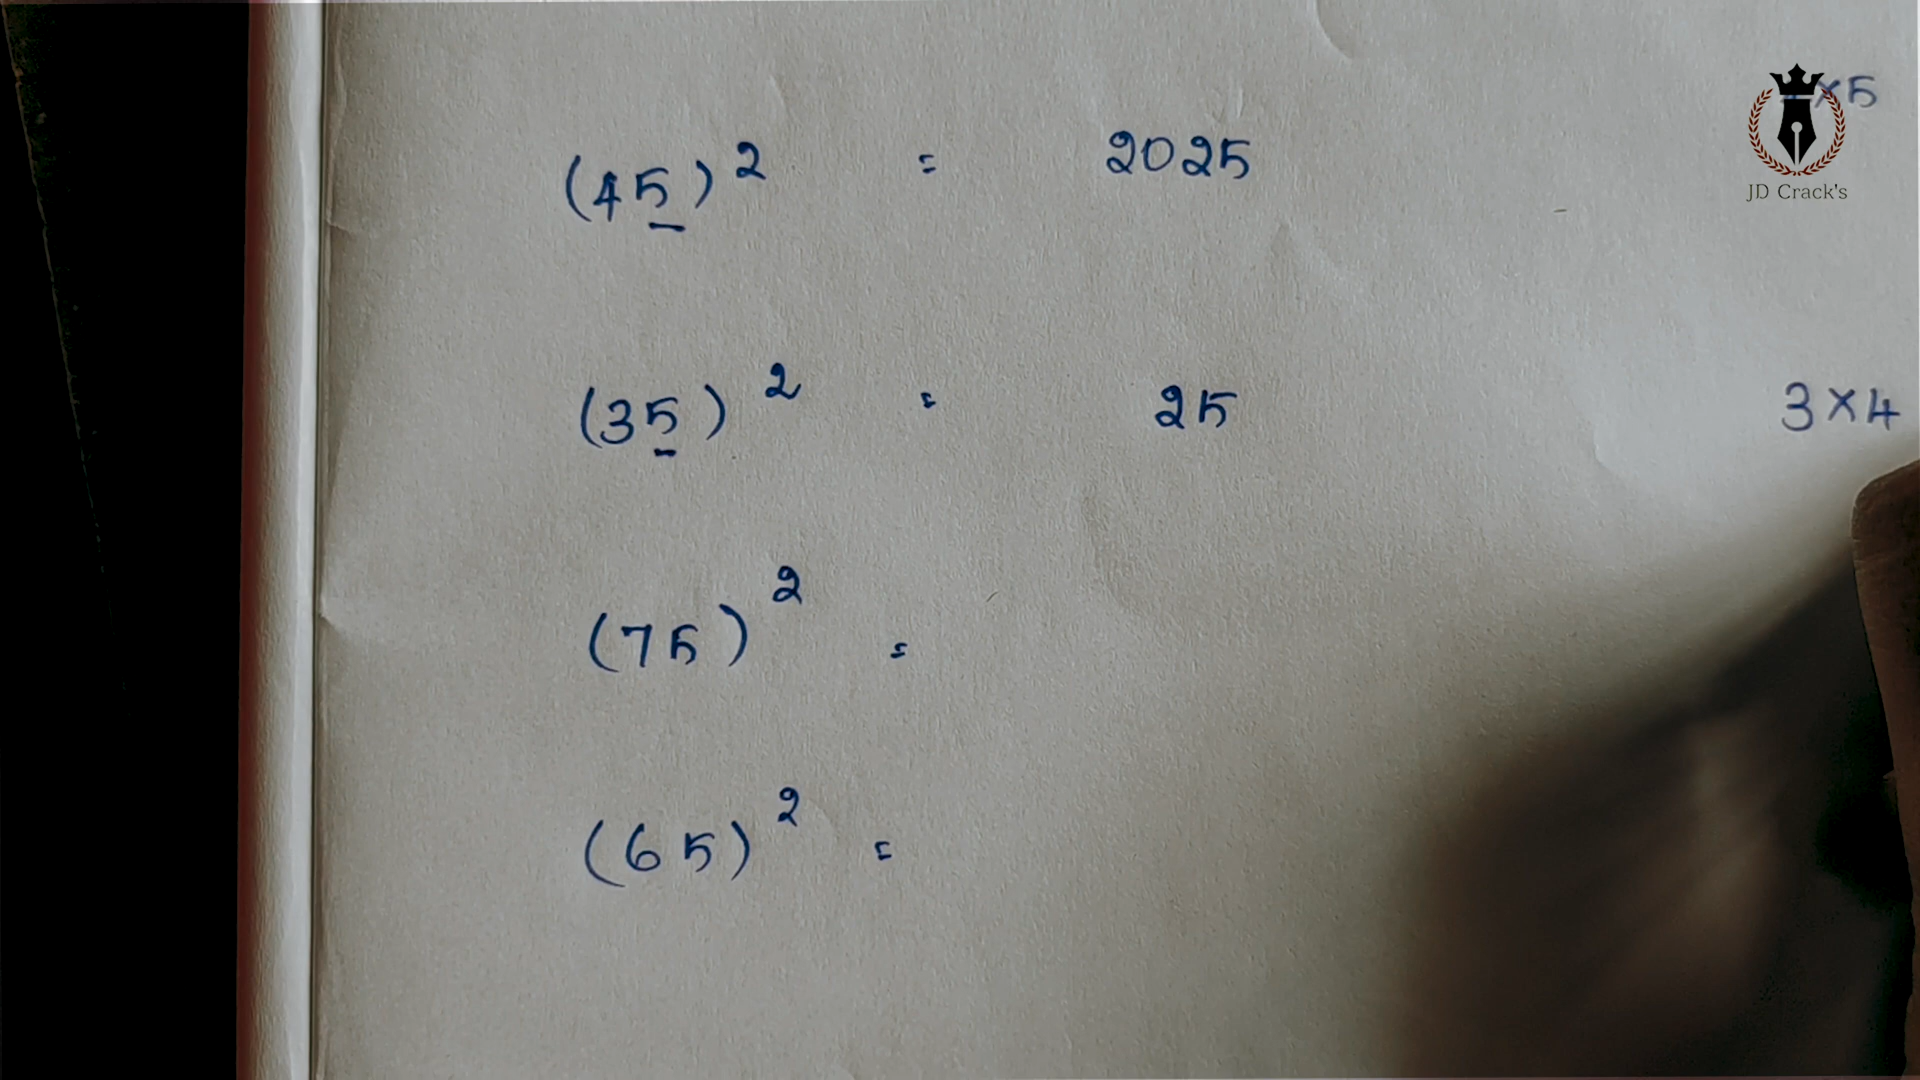 (45)² = 2025 ×5
JD Crack's
(35)² = 25 3×4
(75)² =
(65)² =